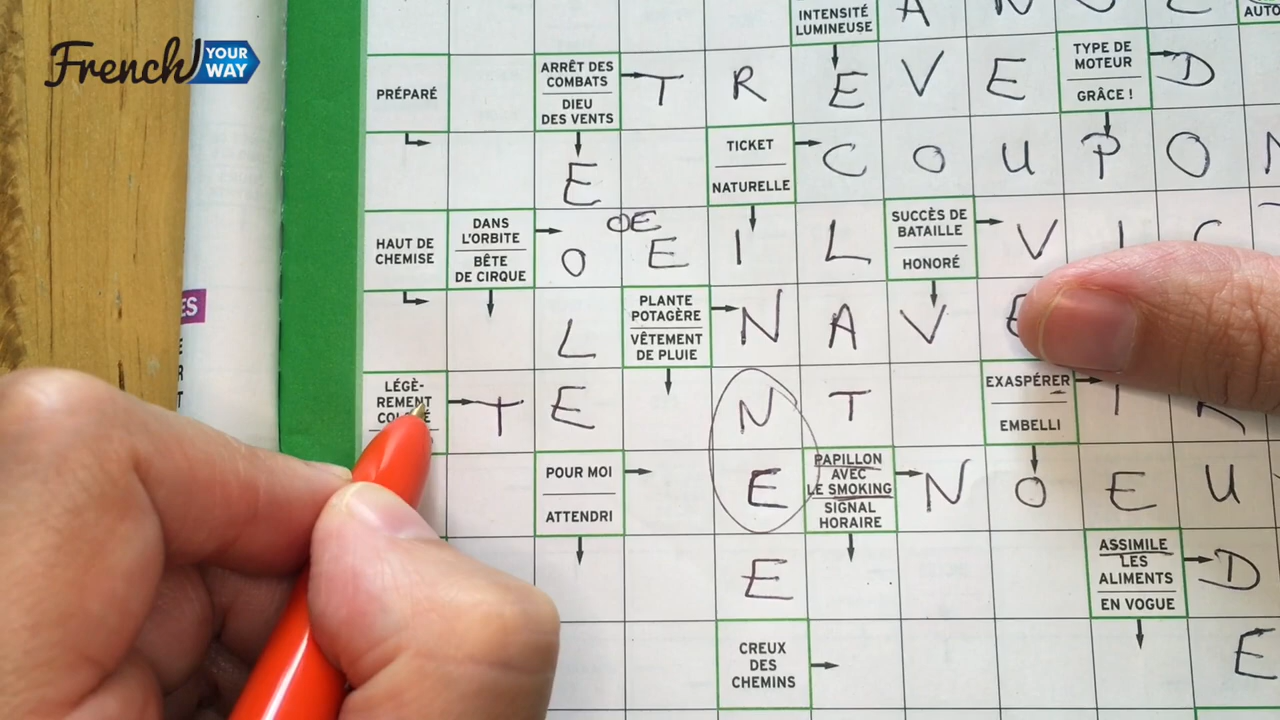 French YOUR WAY
INTENSITÉ
LUMINEUSE
AUTO
PRÉPARÉ
ARRÊT DES
COMBATS
DIEU
DES VENTS
T R E V E
TYPE DE
MOTEUR
GRÂCE !
D
E
TICKET
NATURELLE
C O U P O N
HAUT DE
CHEMISE
DANS
L'ORBITE
BÊTE
DE CIRQUE
OE
O E I L
SUCCÈS DE
BATAILLE
HONORÉ
V I C
ES
L
PLANTE
POTAGÈRE
VÊTEMENT
DE PLUIE
N A V E
LÉGÈ-
REMENT
T E
N T
EXASPÉRER
EMBELLI
I
POUR MOI
ATTENDRI
E
PAPILLON
AVEC
LE SMOKING
SIGNAL
HORAIRE
N O E U
E
ASSIMILE
LES
ALIMENTS
EN VOGUE
D
CREUX
DES
CHEMINS
E